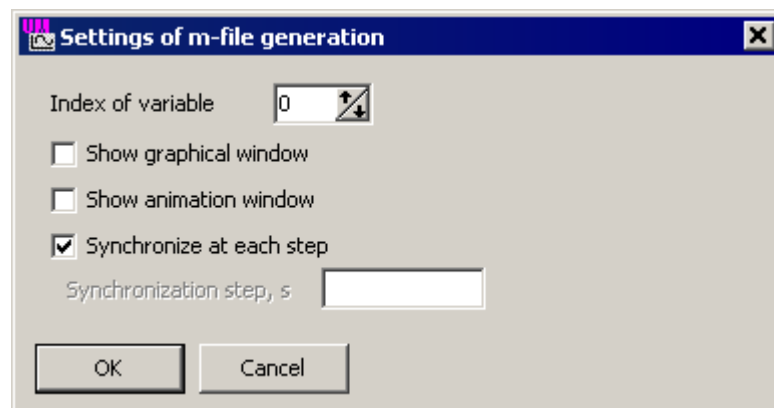 Settings of m-file generation
Index of variable 0
Show graphical window
Show animation window
Synchronize at each step
Synchronization step, s
OK Cancel